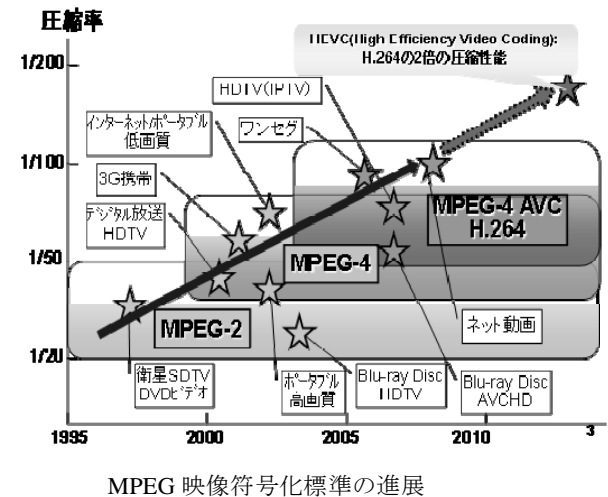 圧縮率
HEVC(High Efficiency Video Coding):
H.264の2倍の圧縮性能
1/200
HDTV(IPTV)
インターネット/ポータブル
低画質
ワンセグ
1/100
3G携帯
MPEG-4 AVC
H.264
デジタル放送
HDTV
1/50
MPEG-4
MPEG-2
ネット動画
1/20
衛星SDTV
DVDビデオ
ポータブル
高画質
Blu-ray Disc
HDTV
Blu-ray Disc
AVCHD
1995
2000
2005
2010
3
MPEG 映像符号化標準の進展